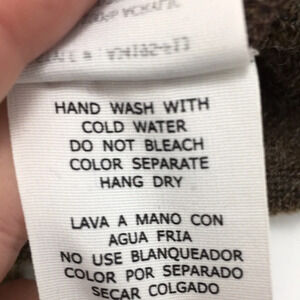 HAND WASH WITH
COLD WATER
DO NOT BLEACH
COLOR SEPARATE
HANG DRY
LAVA A MANO CON
AGUA FRIA
NO USE BLANQUEADOR
COLOR POR SEPARADO
SECAR COLGADO